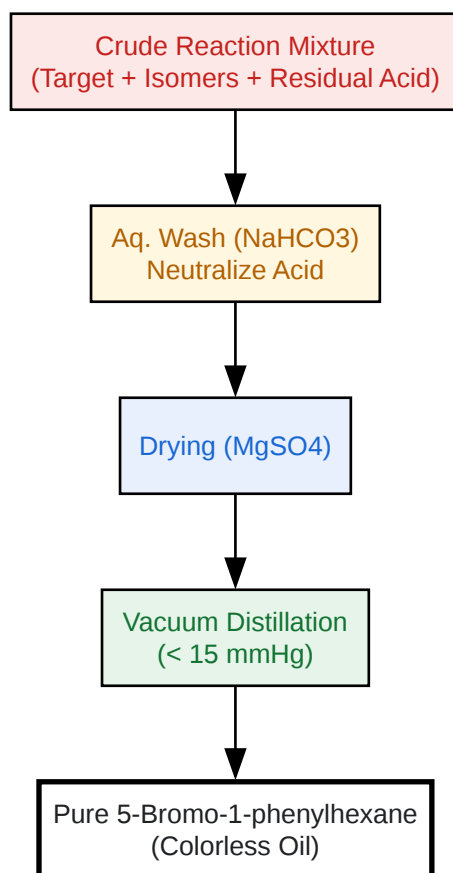 Crude Reaction Mixture
(Target + Isomers + Residual Acid)
Aq. Wash (NaHCO3)
Neutralize Acid
Drying (MgSO4)
Vacuum Distillation
(< 15 mmHg)
Pure 5-Bromo-1-phenylhexane
(Colorless Oil)